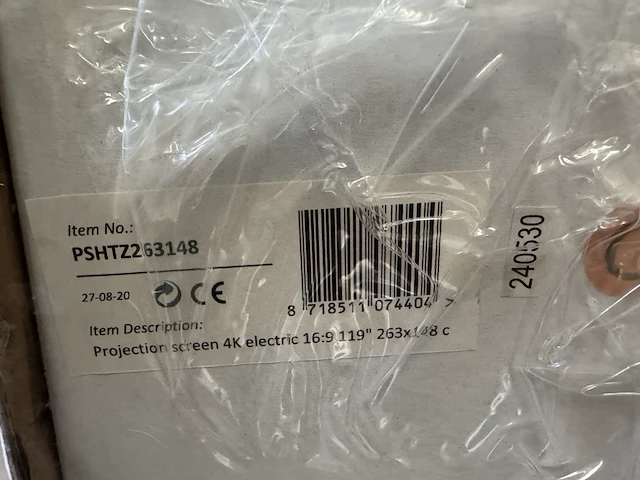 Item No.:
PSHTZ263148
27-08-20 CE
8 718511 074404 >
Item Description:
Projection screen 4K electric 16:9 119" 263x148 c
240530